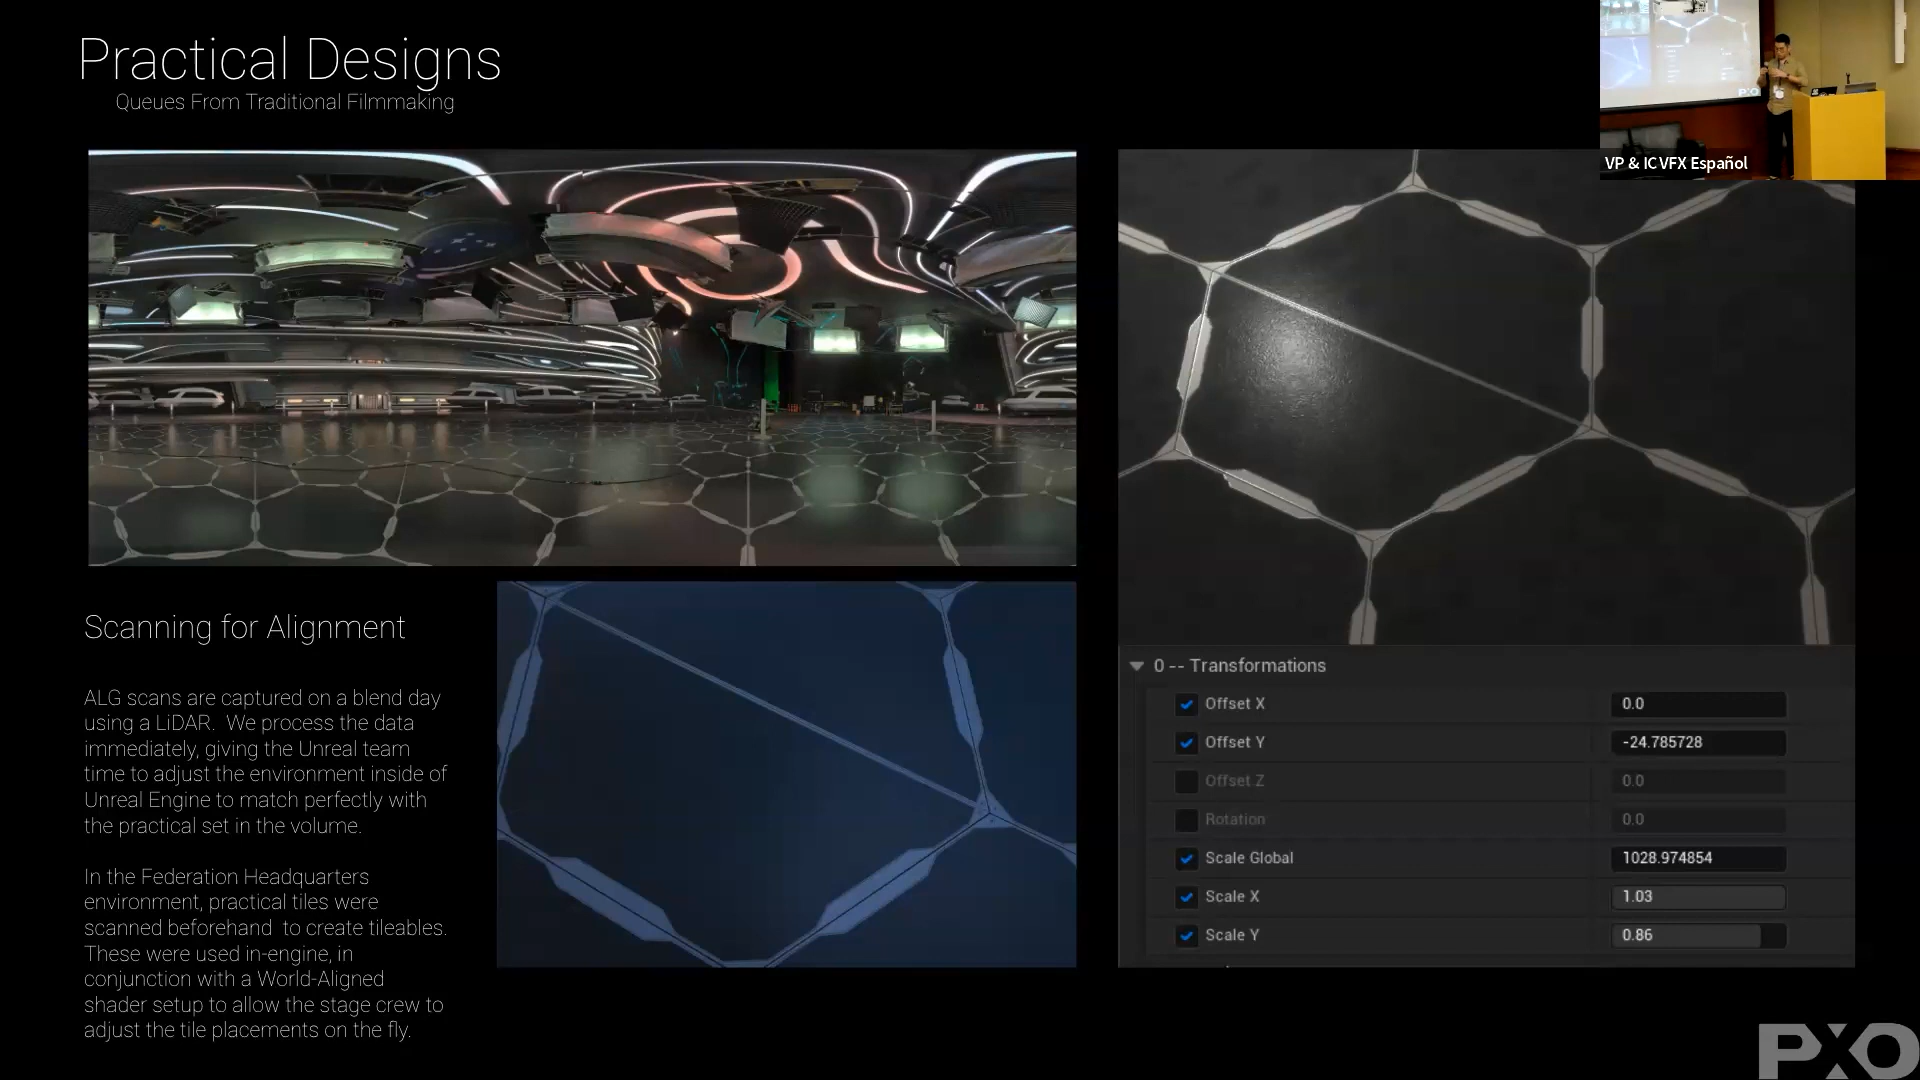 Practical Designs
Queues From Traditional Filmmaking
VP & ICVFX Español
Scanning for Alignment
ALG scans are captured on a blend day
using a LiDAR. We process the data
immediately, giving the Unreal team
time to adjust the environment inside of
Unreal Engine to match perfectly with
the practical set in the volume.
In the Federation Headquarters
environment, practical tiles were
scanned beforehand to create tileables.
These were used in-engine, in
conjunction with a World-Aligned
shader setup to allow the stage crew to
adjust the tile placements on the fly.
0 -- Transformations
Offset X 0.0
Offset Y -24.785728
Offset Z 0.0
Rotation 0.0
Scale Global 1028.974854
Scale X 1.03
Scale Y 0.86
PXO